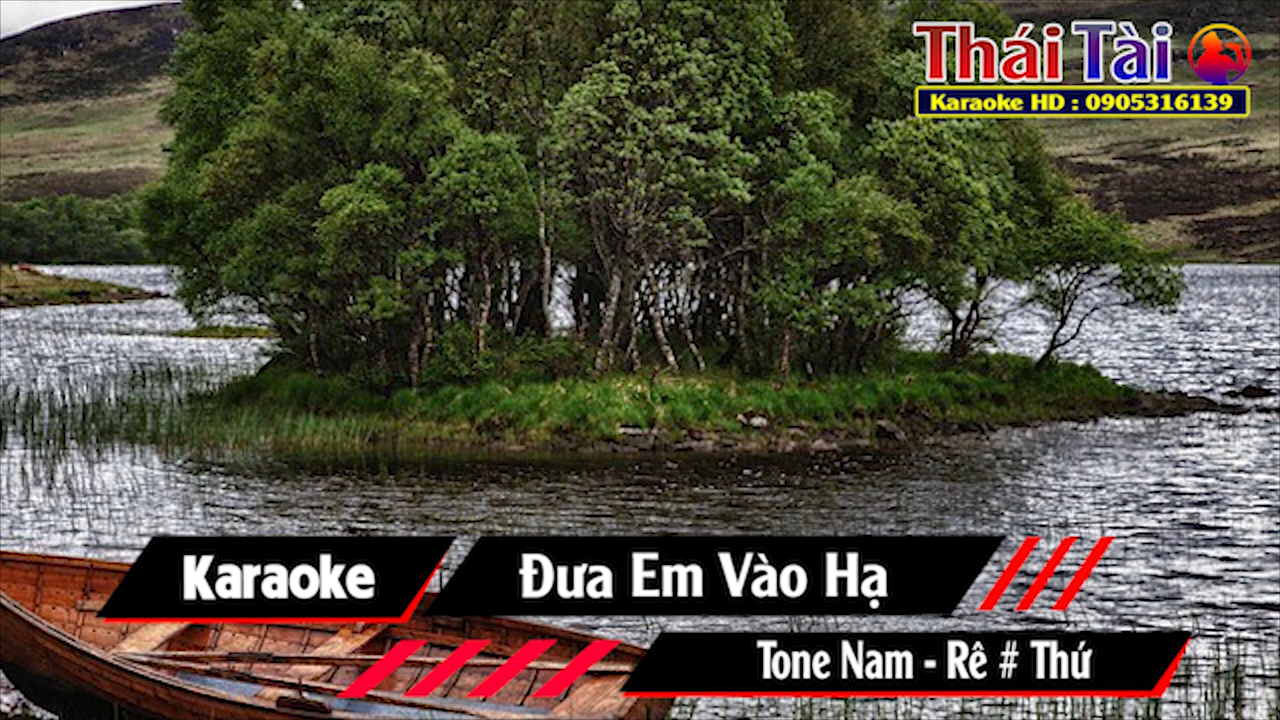 Thái Tài
Karaoke HD : 0905316139
Karaoke
Đưa Em Vào Hạ
Tone Nam - Rê # Thứ